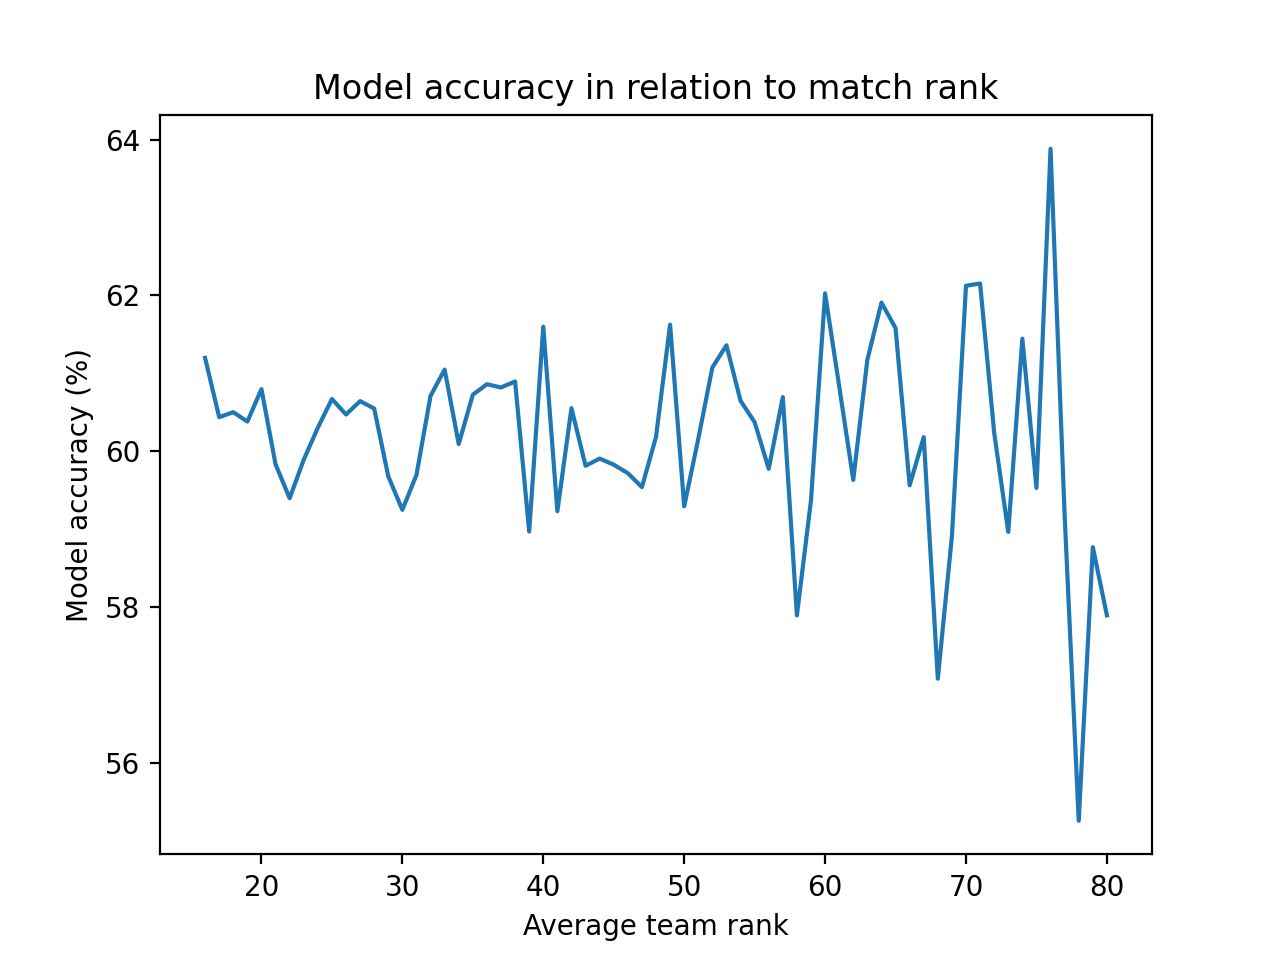 Model accuracy in relation to match rank
64
62
60
58
56
Model accuracy (%)
20 30 40 50 60 70 80
Average team rank